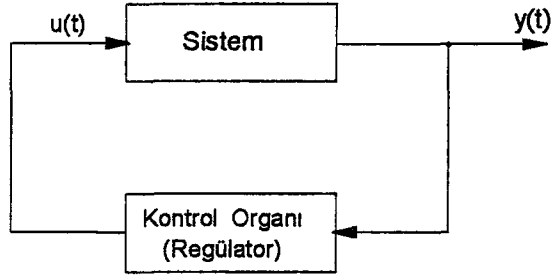 u(t)
Sistem
y(t)
Kontrol Organı
(Regülator)